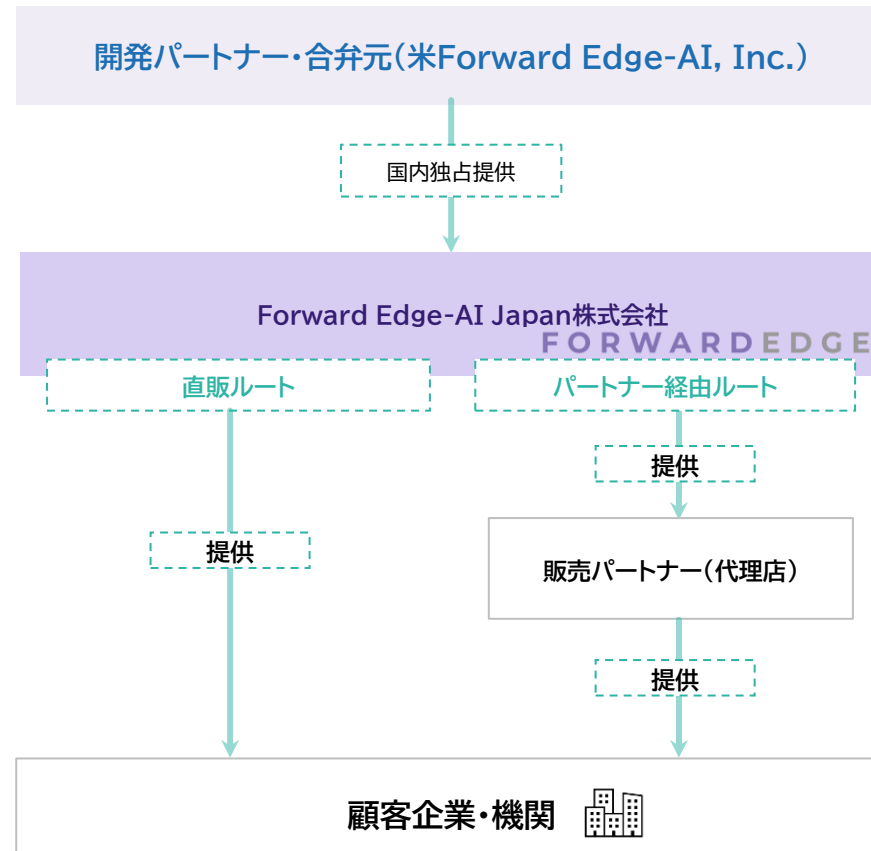 開発パートナー・合弁元（米Forward Edge-AI, Inc.）
国内独占提供
Forward Edge-AI Japan株式会社
FORWARDEDGE
直販ルート
パートナー経由ルート
提供
提供
販売パートナー（代理店）
提供
顧客企業・機関